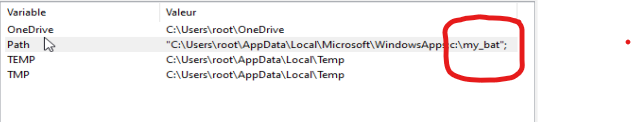 Variable Valeur
OneDrive C:\Users\root\OneDrive
Path "C:\Users\root\AppData\Local\Microsoft\WindowsApps;c:\my_bat";
TEMP C:\Users\root\AppData\Local\Temp
TMP C:\Users\root\AppData\Local\Temp